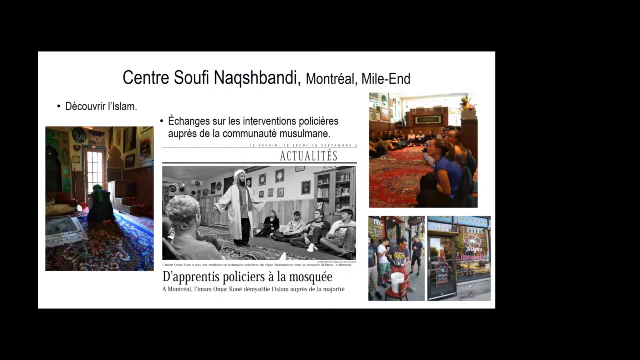 Centre Soufi Naqshbandi, Montréal, Mile-End
• Découvrir l'Islam.
• Échanges sur les interventions policières
auprès de la communauté musulmane.
ACTUALITÉS
D'apprentis policiers à la mosquée
À Montréal, l'imam Omar Koné démystifie l'Islam auprès de la majorité